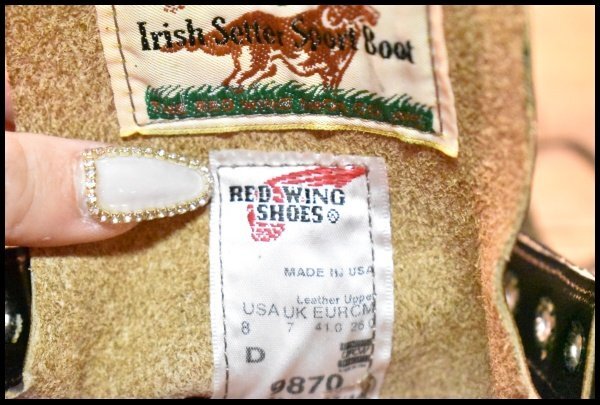 Irish Setter Sport Boot
RED WING
SHOES
MADE IN USA
Leather Upper
USA UK EUR CM
8 7 41.0 26.0
D
9870